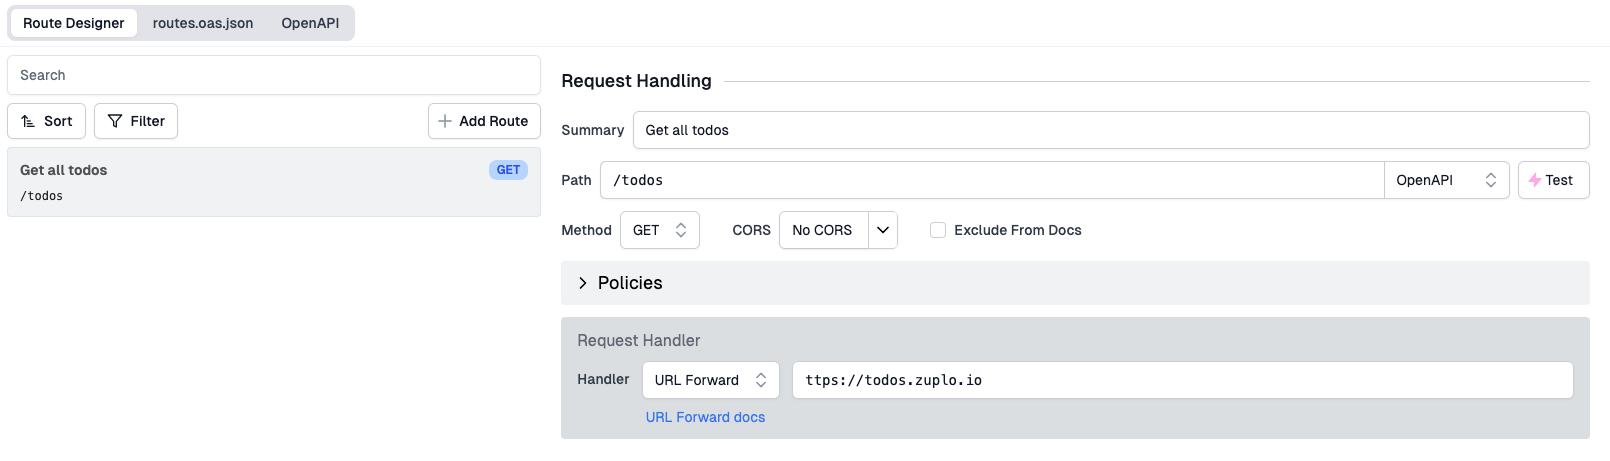 Route Designer routes.oas.json OpenAPI
Search
Sort Filter Add Route
Get all todos GET
/todos
Request Handling
Summary Get all todos
Path /todos OpenAPI Test
Method GET CORS No CORS Exclude From Docs
Policies
Request Handler
Handler URL Forward ttps://todos.zuplo.io
URL Forward docs